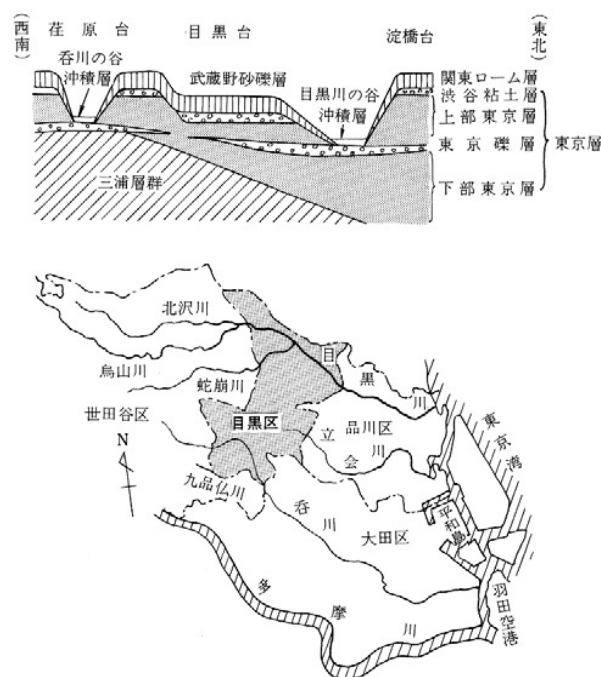 (西南)
荏原台
目黒台
淀橋台
(東北)
呑川の谷
沖積層
武蔵野砂礫層
目黒川の谷
沖積層
関東ローム層
渋谷粘土層
上部東京層
東京礫層
下部東京層
東京層
三浦層群
北沢川
烏山川
蛇崩川
目黒川
世田谷区
目黒区
品川区
立会川
N
九品仏川
呑川
大田区
平和島
東京湾
多摩川
羽田空港